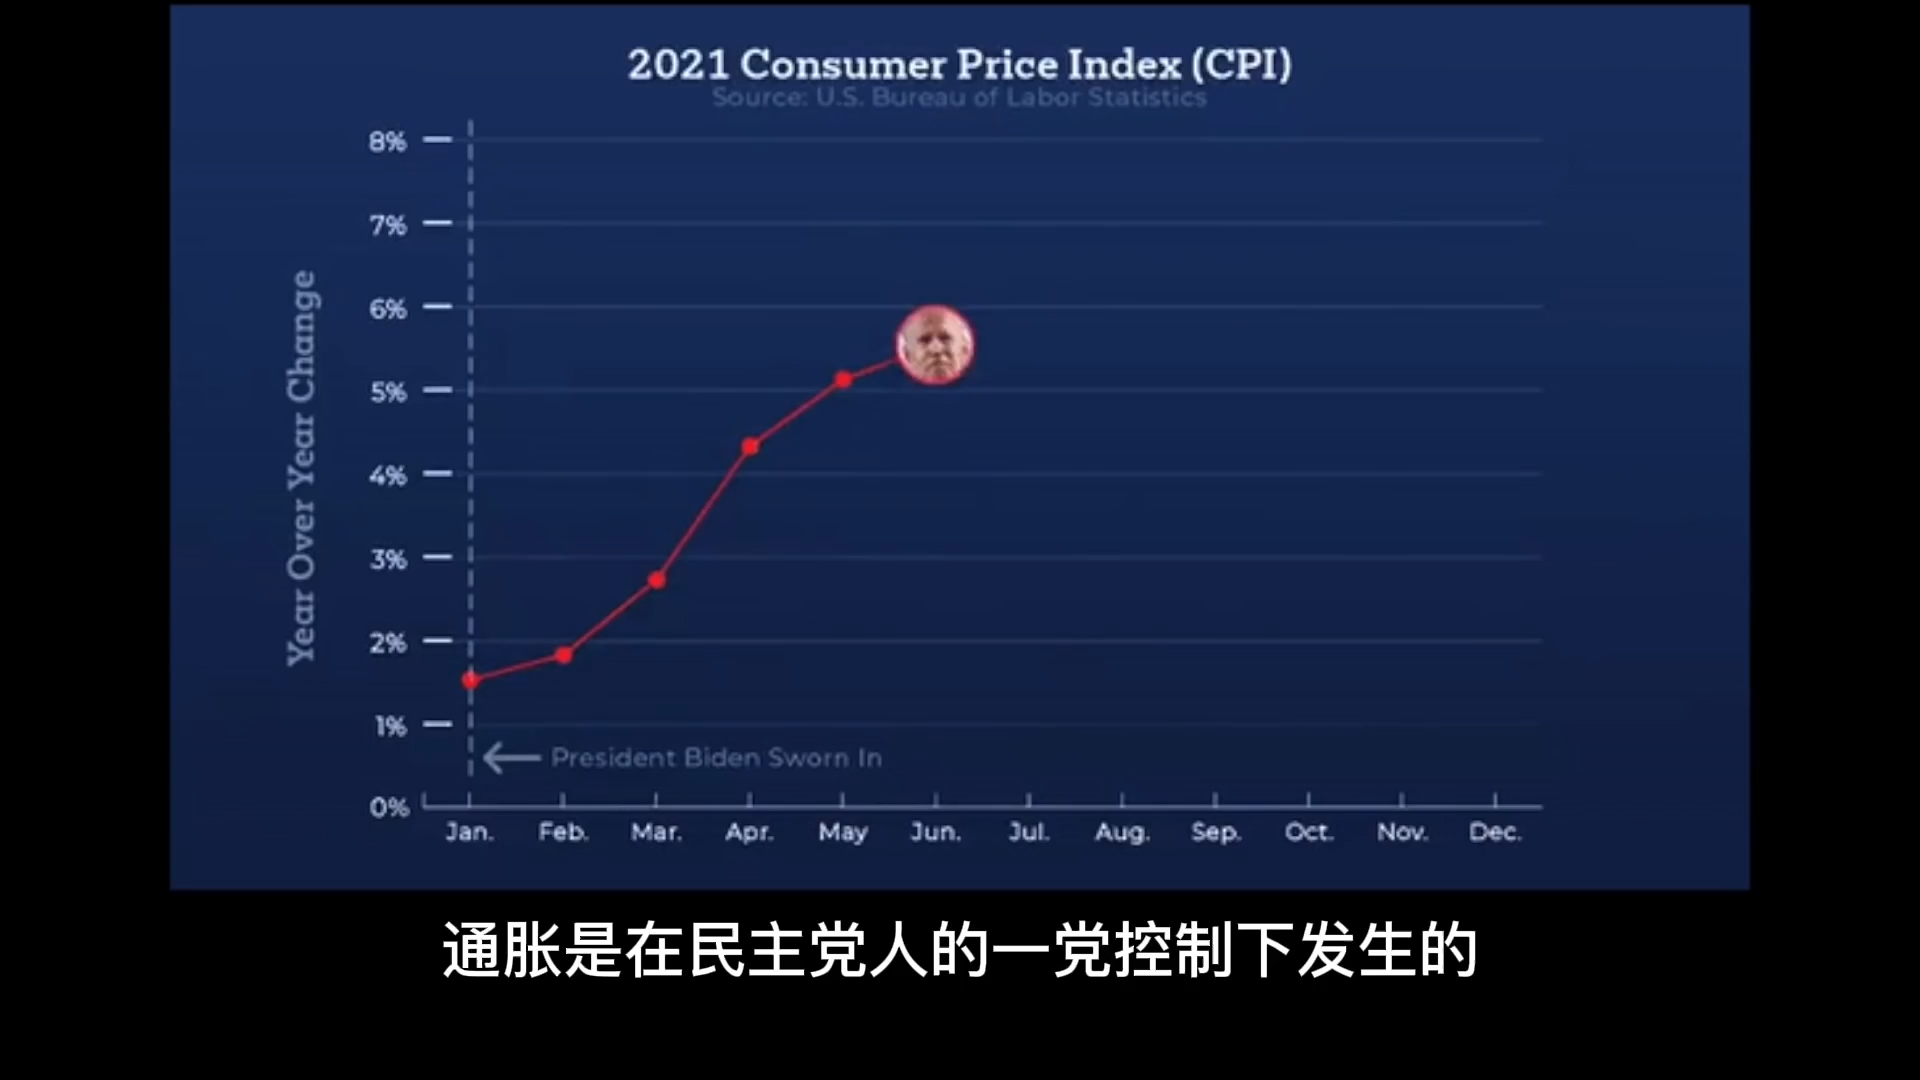 2021 Consumer Price Index (CPI)
Source: U.S. Bureau of Labor Statistics
Year Over Year Change
8%
7%
6%
5%
4%
3%
2%
1%
0%
President Biden Sworn In
Jan. Feb. Mar. Apr. May Jun. Jul. Aug. Sep. Oct. Nov. Dec.
通胀是在民主党人的一党控制下发生的